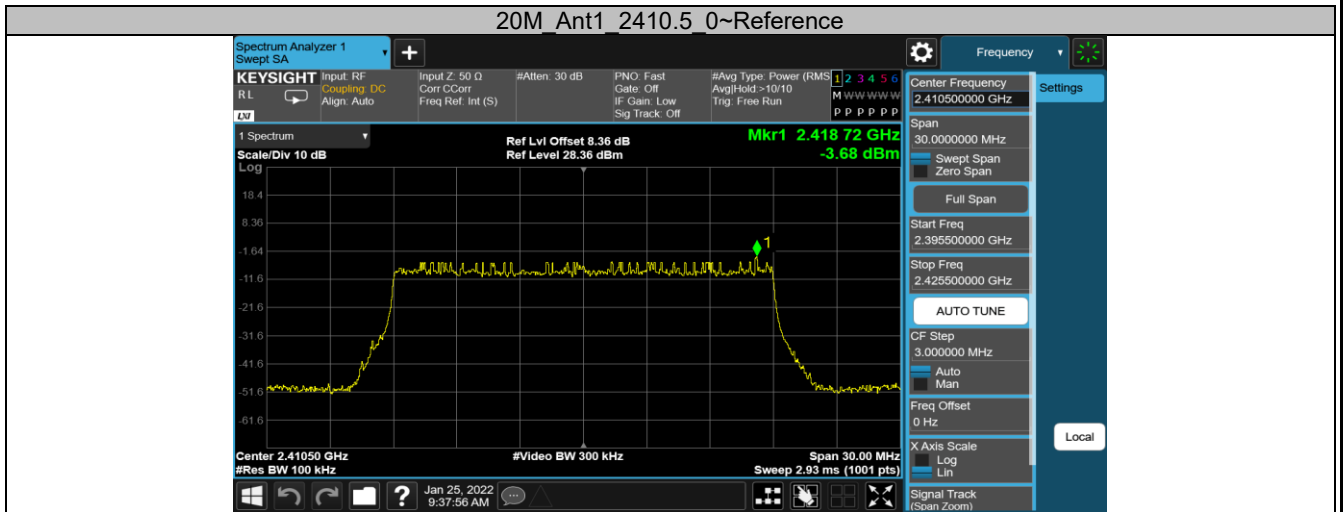 20M_Ant1_2410.5_0~Reference
Spectrum Analyzer 1
Swept SA
Frequency
KEYSIGHT
RL
LXI
Input: RF
Coupling: DC
Align: Auto
Input Z: 50 Ω
Corr CCorr
Freq Ref: Int (S)
#Atten: 30 dB
PNO: Fast
Gate: Off
IF Gain: Low
Sig Track: Off
#Avg Type: Power (RMS
Avg|Hold:>10/10
Trig: Free Run
1 2 3 4 5 6
M W W W W W
P P P P P P
1 Spectrum
Scale/Div 10 dB
Log
Ref Lvl Offset 8.36 dB
Ref Level 28.36 dBm
Mkr1 2.418 72 GHz
-3.68 dBm
18.4
8.36
-1.64
-11.6
-21.6
-31.6
-41.6
-51.6
-61.6
1
Center 2.41050 GHz
#Res BW 100 kHz
#Video BW 300 kHz
Span 30.00 MHz
Sweep 2.93 ms (1001 pts)
Jan 25, 2022
9:37:56 AM
Center Frequency
2.410500000 GHz
Settings
Span
30.0000000 MHz
Swept Span
Zero Span
Full Span
Start Freq
2.395500000 GHz
Stop Freq
2.425500000 GHz
AUTO TUNE
CF Step
3.000000 MHz
Auto
Man
Freq Offset
0 Hz
X Axis Scale
Log
Lin
Local
Signal Track
(Span Zoom)